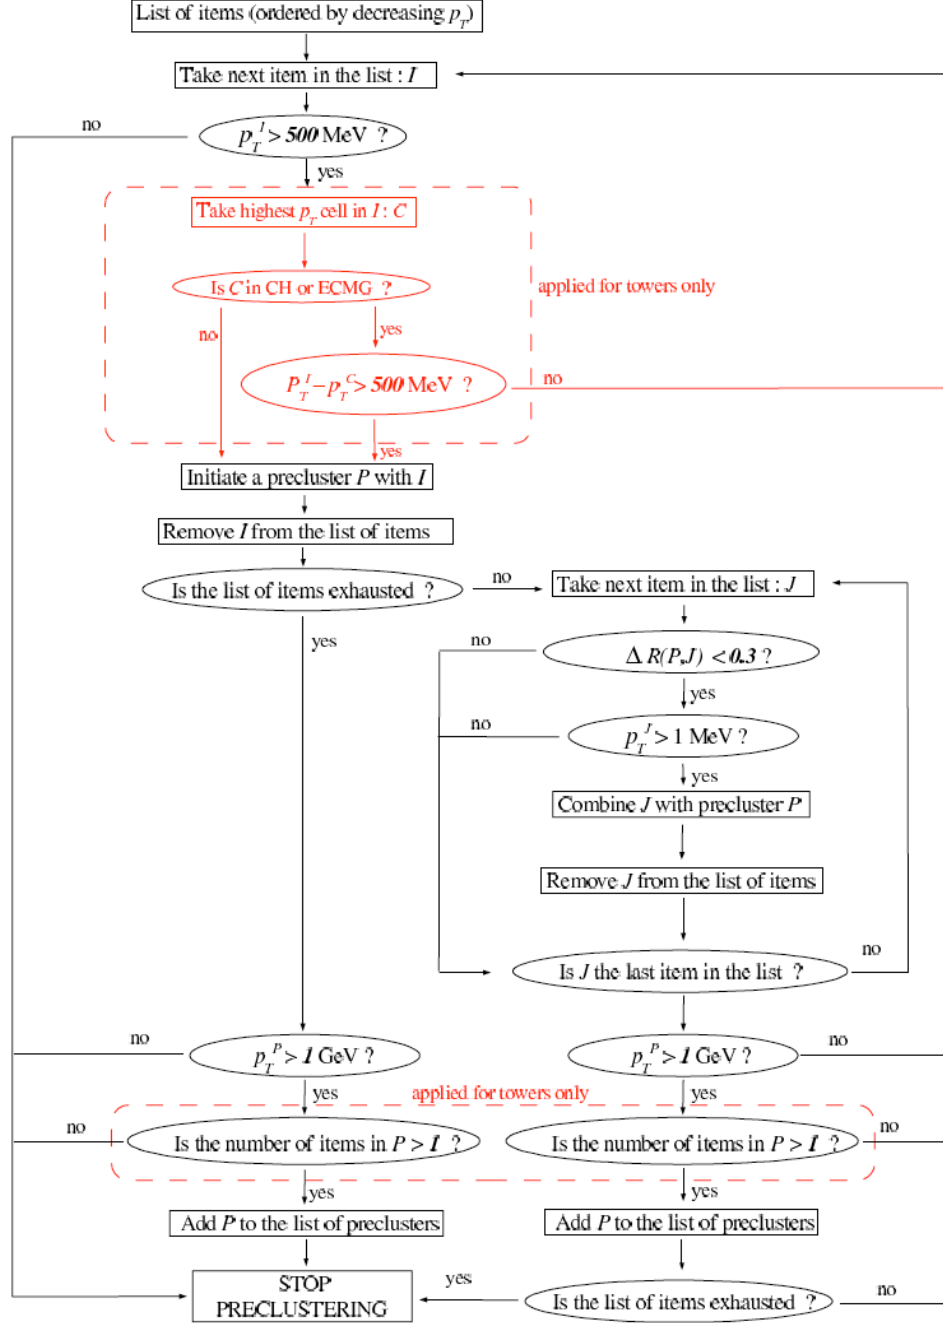 List of items (ordered by decreasing p_T)
Take next item in the list : I
no
p_T^I > 500 MeV ?
yes
Take highest p_T cell in I : C
Is C in CH or ECMG ?
applied for towers only
no
yes
P_T^I – p_T^C > 500 MeV ?
no
yes
Initiate a precluster P with I
Remove I from the list of items
Is the list of items exhausted ?
no
Take next item in the list : J
yes
no
Δ R(P,J) < 0.3 ?
yes
no
p_T^J > 1 MeV ?
yes
Combine J with precluster P
Remove J from the list of items
Is J the last item in the list ?
no
no
p_T^P > 1 GeV ?
p_T^P > 1 GeV ?
no
yes
applied for towers only
yes
no
Is the number of items in P > 1 ?
Is the number of items in P > 1 ?
no
yes
yes
Add P to the list of preclusters
Add P to the list of preclusters
STOP
PRECLUSTERING
yes
Is the list of items exhausted ?
no